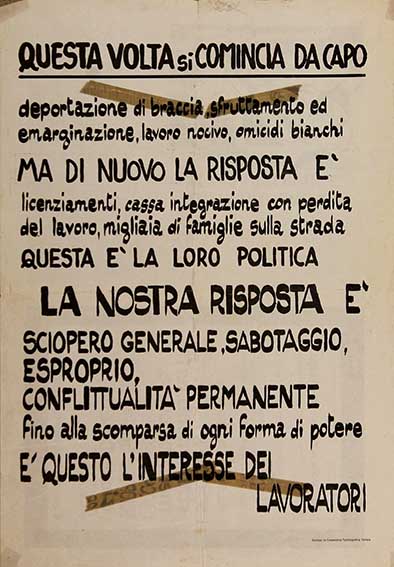 QUESTA VOLTA si COMINCIA DA CAPO
deportazione di braccia, sfruttamento ed
emarginazione, lavoro nocivo, omicidi bianchi
MA DI NUOVO LA RISPOSTA E'
licenziamenti, cassa integrazione con perdita
del lavoro, migliaia di famiglie sulla strada
QUESTA E' LA LORO POLITICA
LA NOSTRA RISPOSTA E'
SCIOPERO GENERALE, SABOTAGGIO,
ESPROPRIO,
CONFLITTUALITA' PERMANENTE
fino alla scomparsa di ogni forma di potere
E' QUESTO L'INTERESSE DEI
LAVORATORI